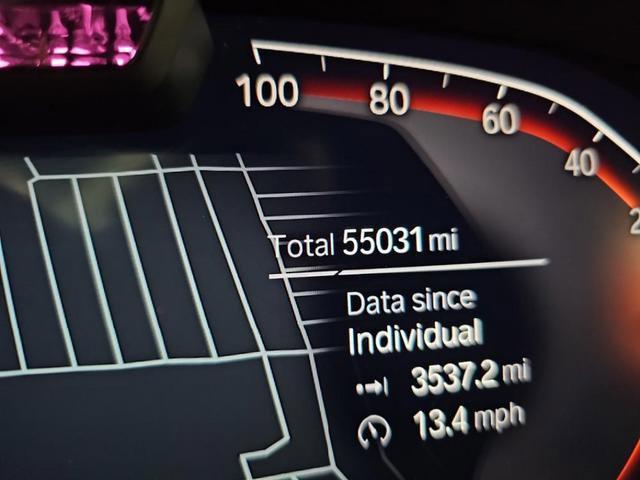 100
80
60
40
Total 55031 mi
Data since
Individual
3537.2 mi
13.4 mph